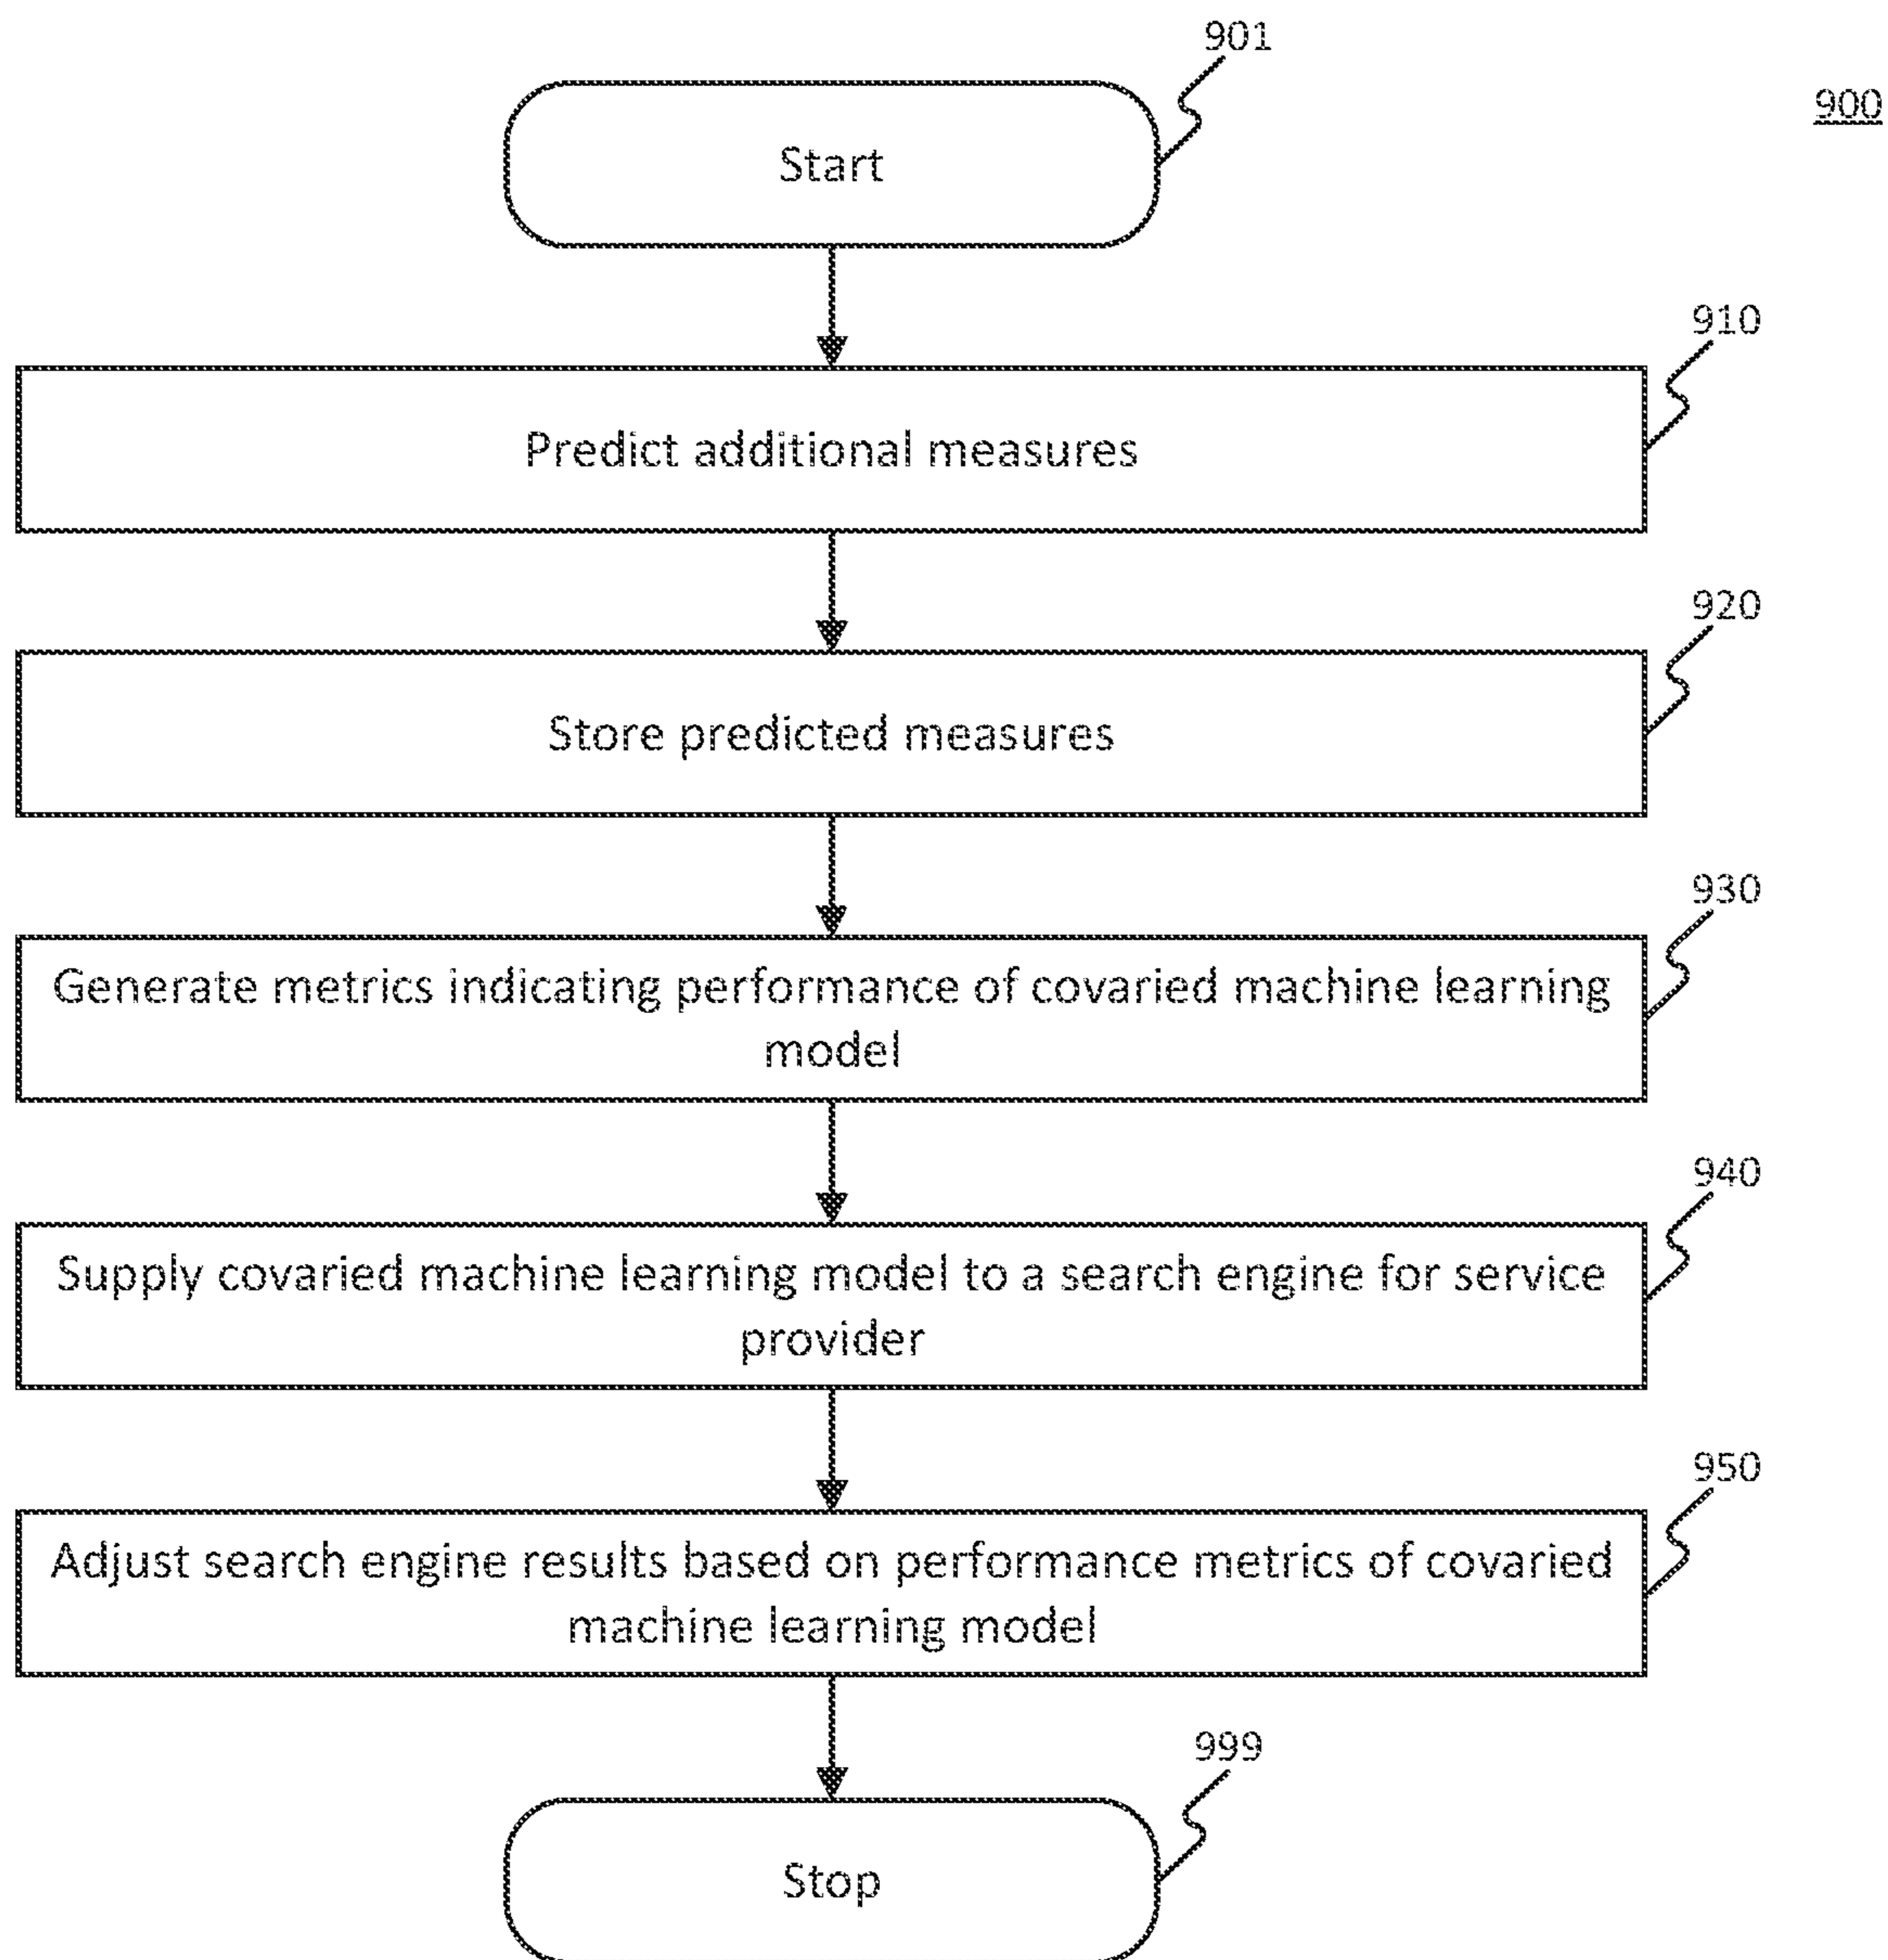 901
900
Start
910
Predict additional measures
920
Store predicted measures
930
Generate metrics indicating performance of covaried machine learning
model
940
Supply covaried machine learning model to a search engine for service
provider
950
Adjust search engine results based on performance metrics of covaried
machine learning model
999
Stop